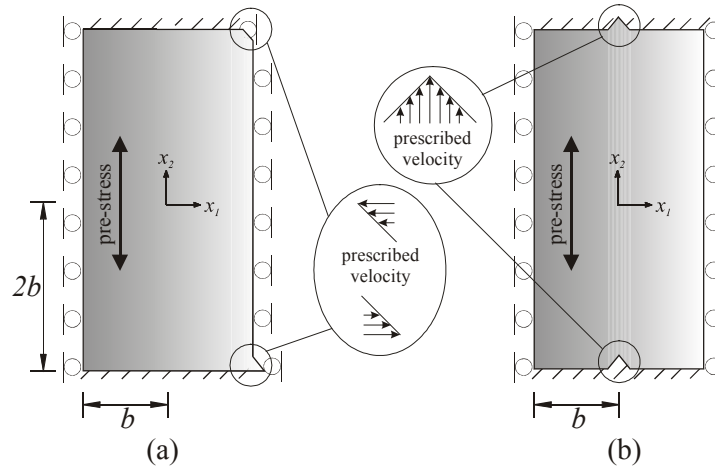 pre-stress
x₂
x₁
2b
b
(a)
prescribed
velocity
prescribed
velocity
pre-stress
x₂
x₁
b
(b)